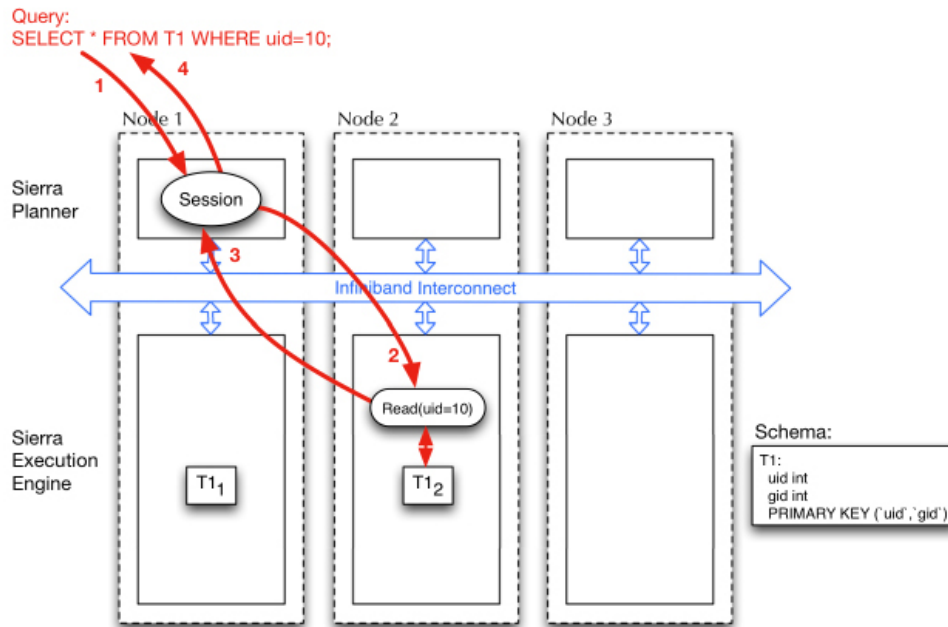 Query:
SELECT * FROM T1 WHERE uid=10;
1
4
Node 1
Node 2
Node 3
Sierra
Planner
Session
3
Infiniband Interconnect
2
Read(uid=10)
Sierra
Execution
Engine
T1₁
T1₂
Schema:
T1:
uid int
gid int
PRIMARY KEY (`uid`,`gid`)